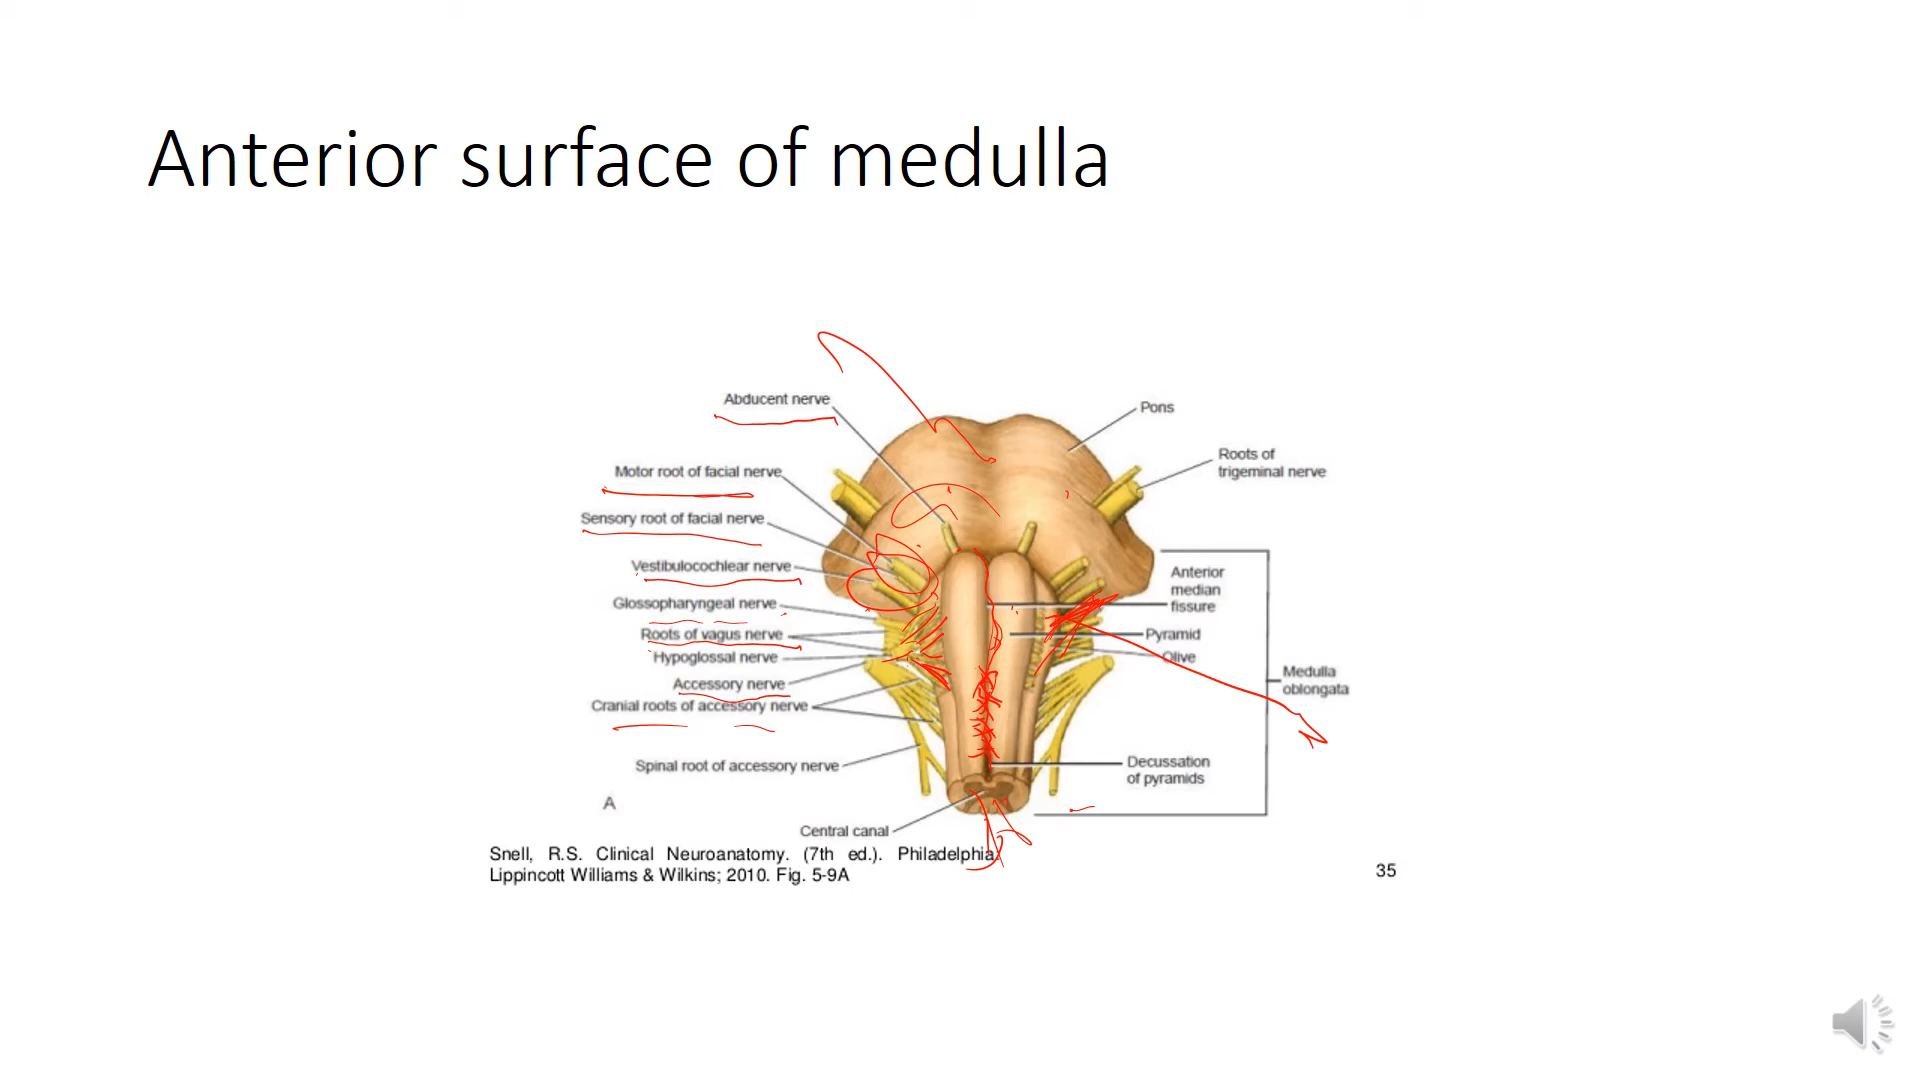 Anterior surface of medulla
Abducent nerve
Pons
Motor root of facial nerve
Roots of
trigeminal nerve
Sensory root of facial nerve
Vestibulocochlear nerve
Anterior
median
fissure
Glossopharyngeal nerve
Roots of vagus nerve
Pyramid
Hypoglossal nerve
Olive
Accessory nerve
Medulla
oblongata
Cranial roots of accessory nerve
Spinal root of accessory nerve
Decussation
of pyramids
A
Central canal
Snell, R.S. Clinical Neuroanatomy. (7th ed.). Philadelphia:
Lippincott Williams & Wilkins; 2010. Fig. 5-9A
35